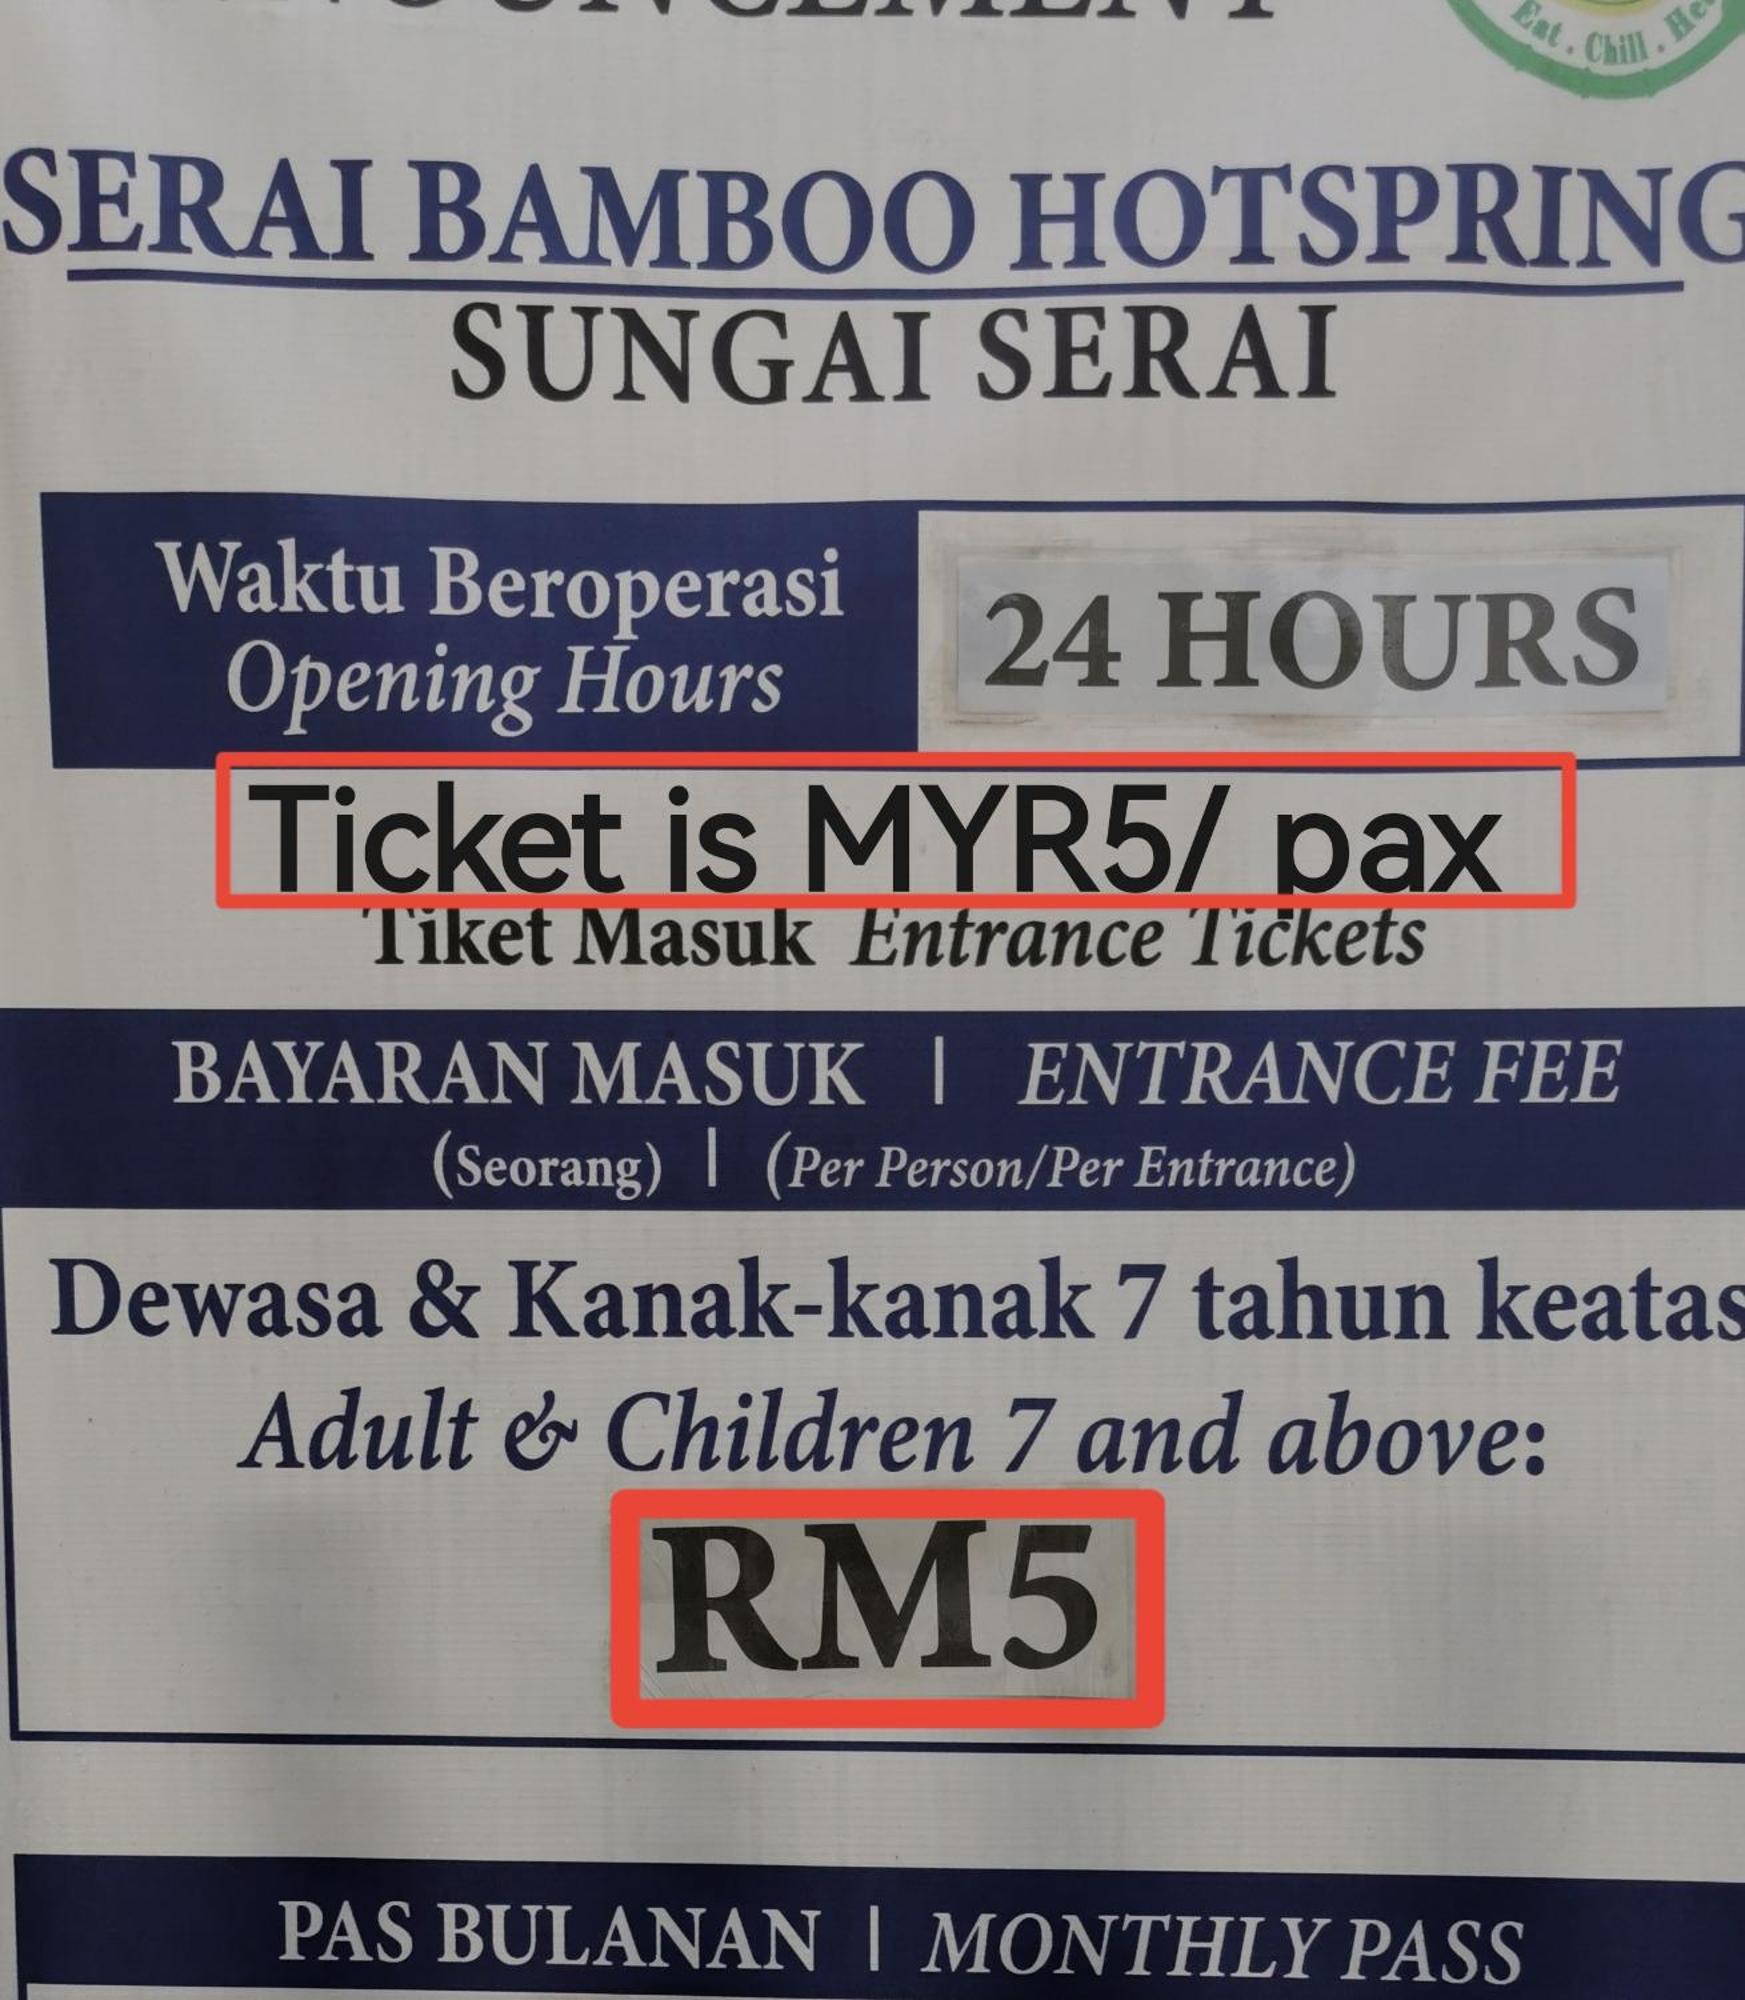 SERAI BAMBOO HOTSPRING
SUNGAI SERAI
Waktu Beroperasi
Opening Hours
24 HOURS
Ticket is MYR5/ pax
Tiket Masuk Entrance Tickets
BAYARAN MASUK | ENTRANCE FEE
(Seorang) | (Per Person/Per Entrance)
Dewasa & Kanak-kanak 7 tahun keatas
Adult & Children 7 and above:
RM5
PAS BULANAN | MONTHLY PASS